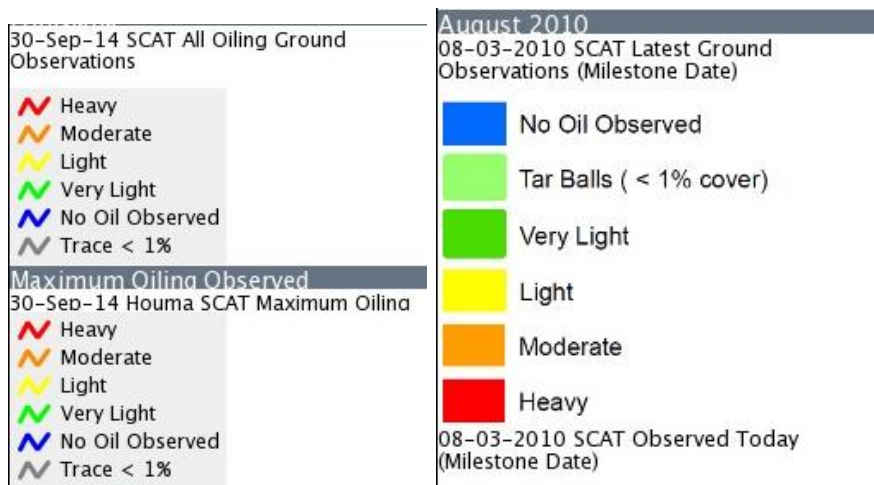 30-Sep-14 SCAT All Oiling Ground
Observations
Heavy
Moderate
Light
Very Light
No Oil Observed
Trace < 1%
Maximum Oiling Observed
30-Sep-14 Houma SCAT Maximum Oiling
Heavy
Moderate
Light
Very Light
No Oil Observed
Trace < 1%
August 2010
08-03-2010 SCAT Latest Ground
Observations (Milestone Date)
No Oil Observed
Tar Balls ( < 1% cover)
Very Light
Light
Moderate
Heavy
08-03-2010 SCAT Observed Today
(Milestone Date)